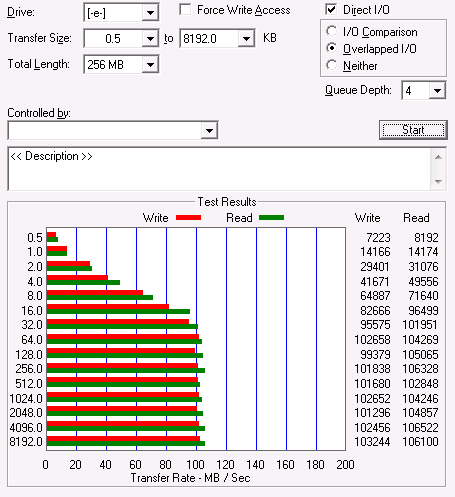 Drive: [-e-] Force Write Access Direct I/O
I/O Comparison
Transfer Size: 0.5 to 8192.0 KB
Overlapped I/O
Total Length: 256 MB
Neither
Queue Depth: 4
Controlled by:
Start
<< Description >>
Test Results
Write Read Write Read
0.5 7223 8192
1.0 14166 14174
2.0 29401 31076
4.0 41671 49556
8.0 64887 71640
16.0 82666 96499
32.0 95575 101951
64.0 102658 104269
128.0 99379 105065
256.0 101838 106328
512.0 101680 102848
1024.0 102652 104246
2048.0 101296 104857
4096.0 102456 106522
8192.0 103244 106100
0 20 40 60 80 100 120 140 160 180 200
Transfer Rate - MB / Sec